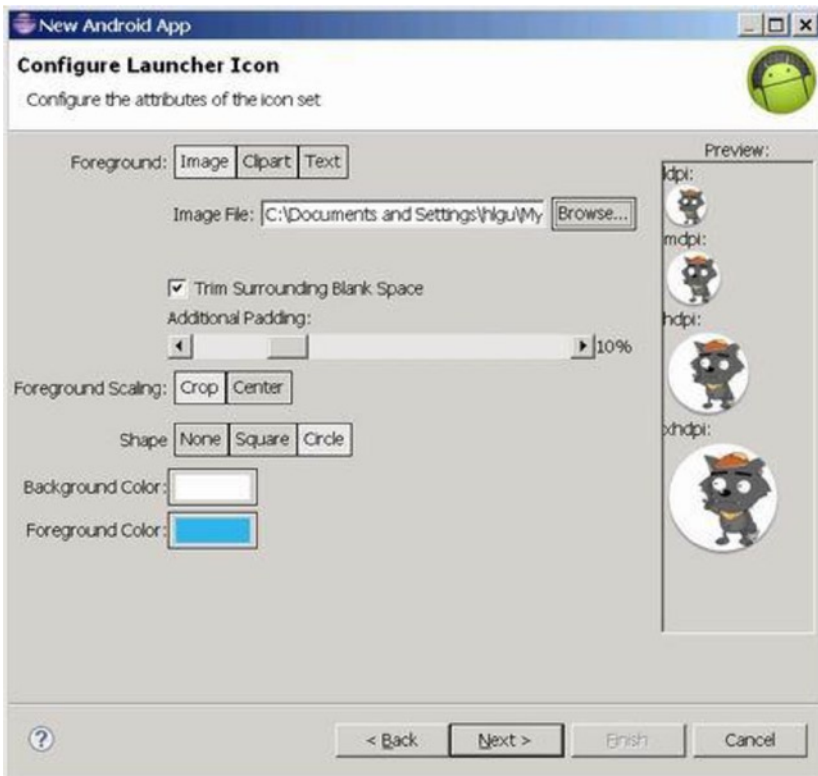 New Android App
Configure Launcher Icon
Configure the attributes of the icon set
Foreground: Image Clipart Text
Image File: C:\Documents and Settings\hlgu\My Browse...
Trim Surrounding Blank Space
Additional Padding:
10%
Foreground Scaling: Crop Center
Shape None Square Circle
Background Color:
Foreground Color:
Preview:
ldpi:
mdpi:
hdpi:
xhdpi:
< Back Next > Finish Cancel